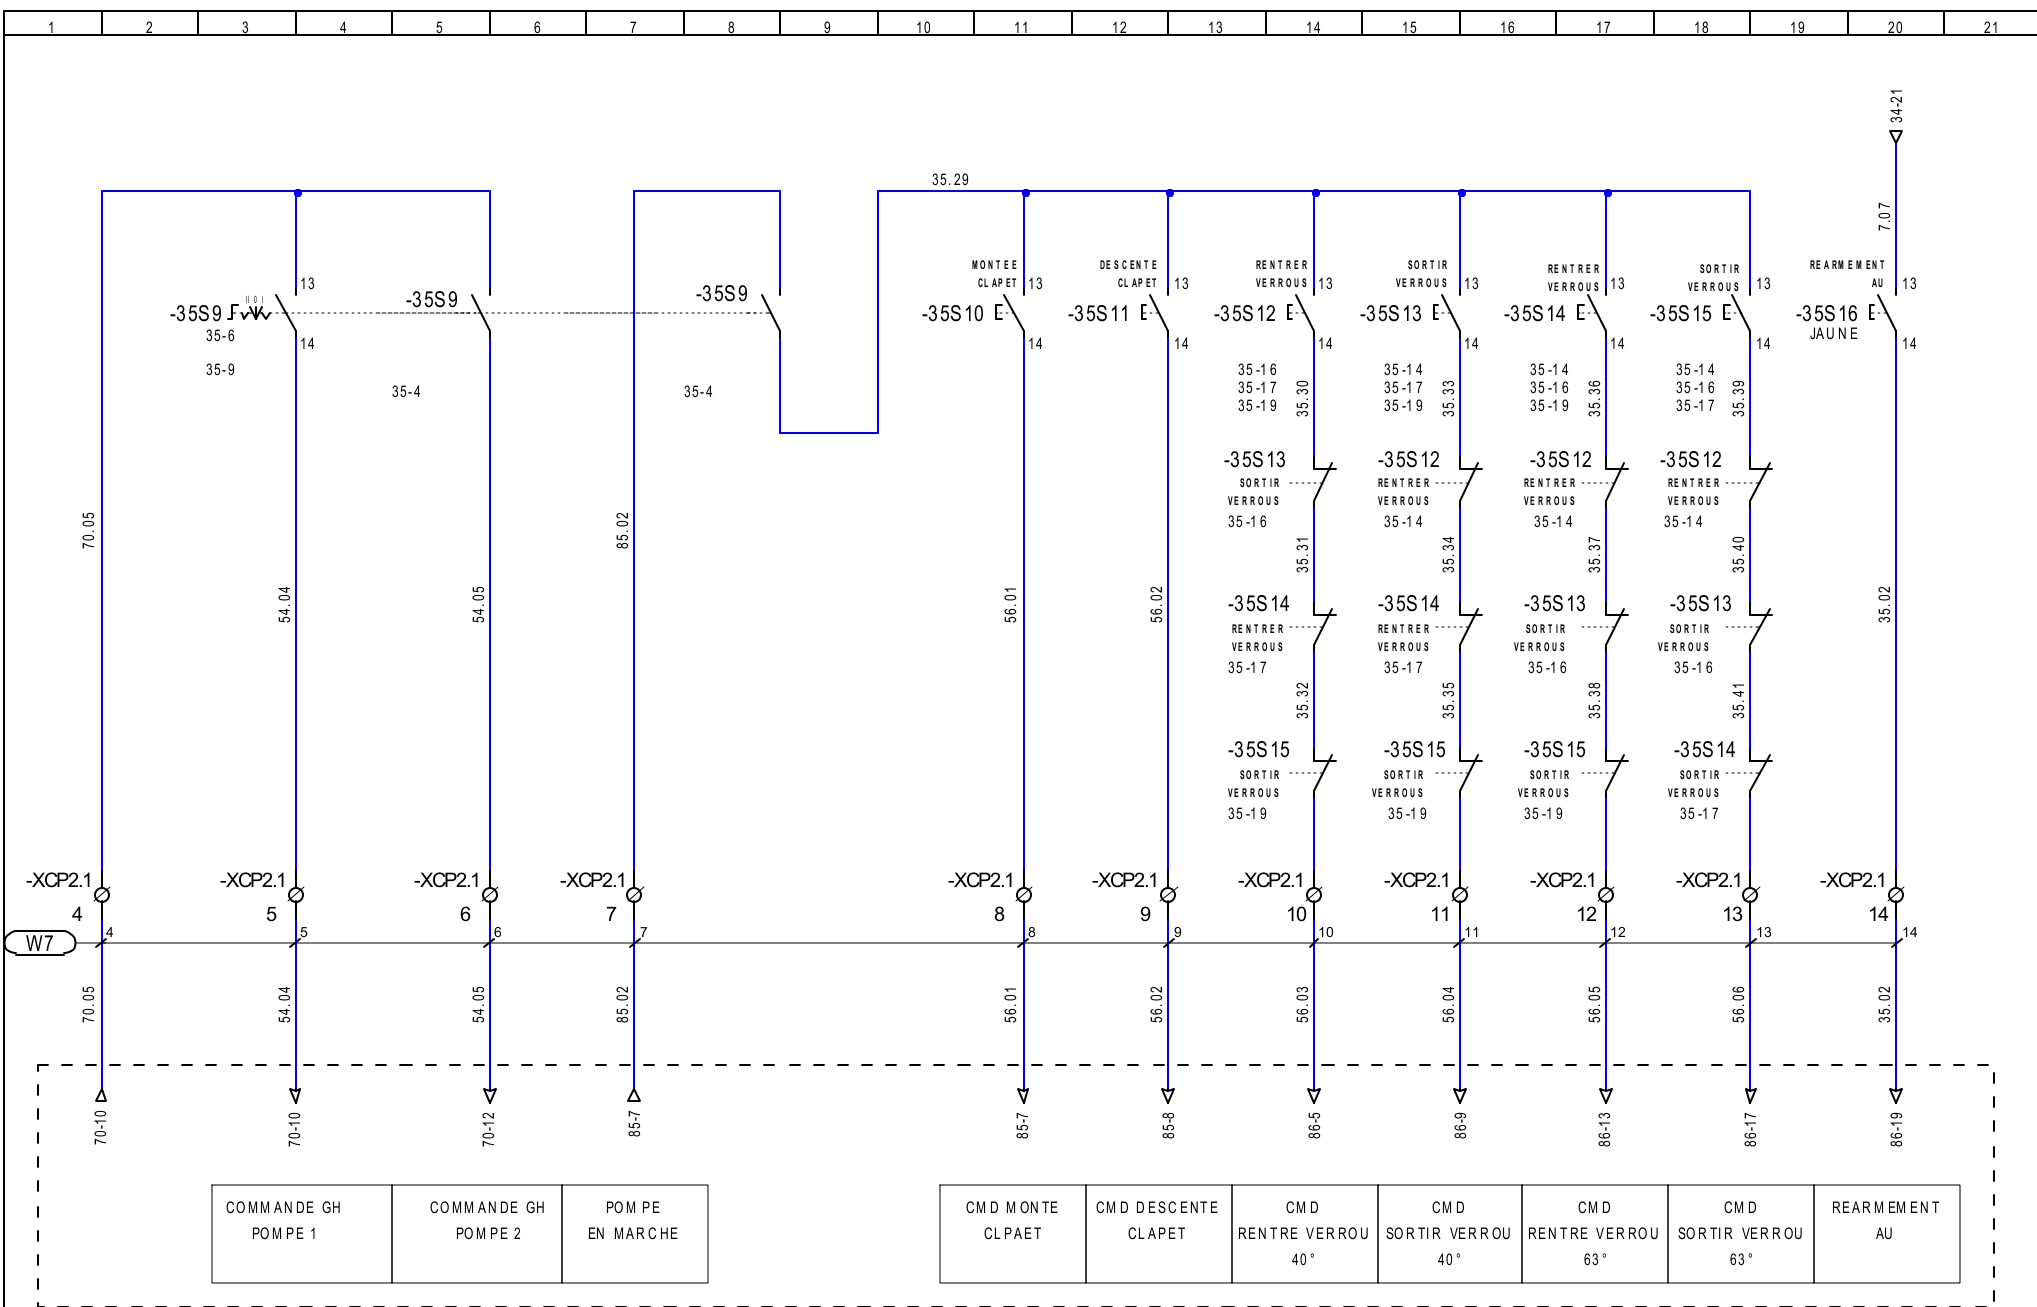 1 2 3 4 5 6 7 8 9 10 11 12 13 14 15 16 17 18 19 20 21
34-21
35.29
7.07
MONTEE DESCENTE RENTRER SORTIR RENTRER SORTIR REARMEMENT
CLAPET CLAPET VERROUS VERROUS VERROUS VERROUS AU
13 13 13 13 13 13 13 13
-35S9 -35S9 -35S9 -35S10 -35S11 -35S12 -35S13 -35S14 -35S15 -35S16
JAUNE
35-6
14 14 14 14 14 14 14 14
35-9 35-4 35-4
35-16 35-14 35-14 35-14
35-17 35-17 35-16 35-16
35-19 35-19 35-19 35-17
35.30 35.33 35.36 35.39
-35S13 -35S12 -35S12 -35S12
SORTIR RENTRER RENTRER RENTRER
VERROUS VERROUS VERROUS VERROUS
35-16 35-14 35-14 35-14
70.05 85.02
35.31 35.34 35.37 35.40
54.04 54.05 56.01 56.02 35.02
-35S14 -35S14 -35S13 -35S13
RENTRER RENTRER SORTIR SORTIR
VERROUS VERROUS VERROUS VERROUS
35-17 35-17 35-16 35-16
35.32 35.35 35.38 35.41
-35S15 -35S15 -35S15 -35S14
SORTIR SORTIR SORTIR SORTIR
VERROUS VERROUS VERROUS VERROUS
35-19 35-19 35-19 35-17
-XCP2.1 -XCP2.1 -XCP2.1 -XCP2.1 -XCP2.1 -XCP2.1 -XCP2.1 -XCP2.1 -XCP2.1 -XCP2.1 -XCP2.1
4 5 6 7 8 9 10 11 12 13 14
W7 4 5 6 7 8 9 10 11 12 13 14
70.05 54.04 54.05 85.02 56.01 56.02 56.03 56.04 56.05 56.06 35.02
70-10 70-10 70-12 85-7 85-7 85-8 86-5 86-9 86-13 86-17 86-19
COMMANDE GH COMMANDE GH POMPE CMD MONTE CMD DESCENTE CMD CMD CMD CMD REARMEMENT
POMPE 1 POMPE 2 EN MARCHE CLPAET CLAPET RENTRE VERROU SORTIR VERROU RENTRE VERROU SORTIR VERROU AU
40° 40° 63° 63°